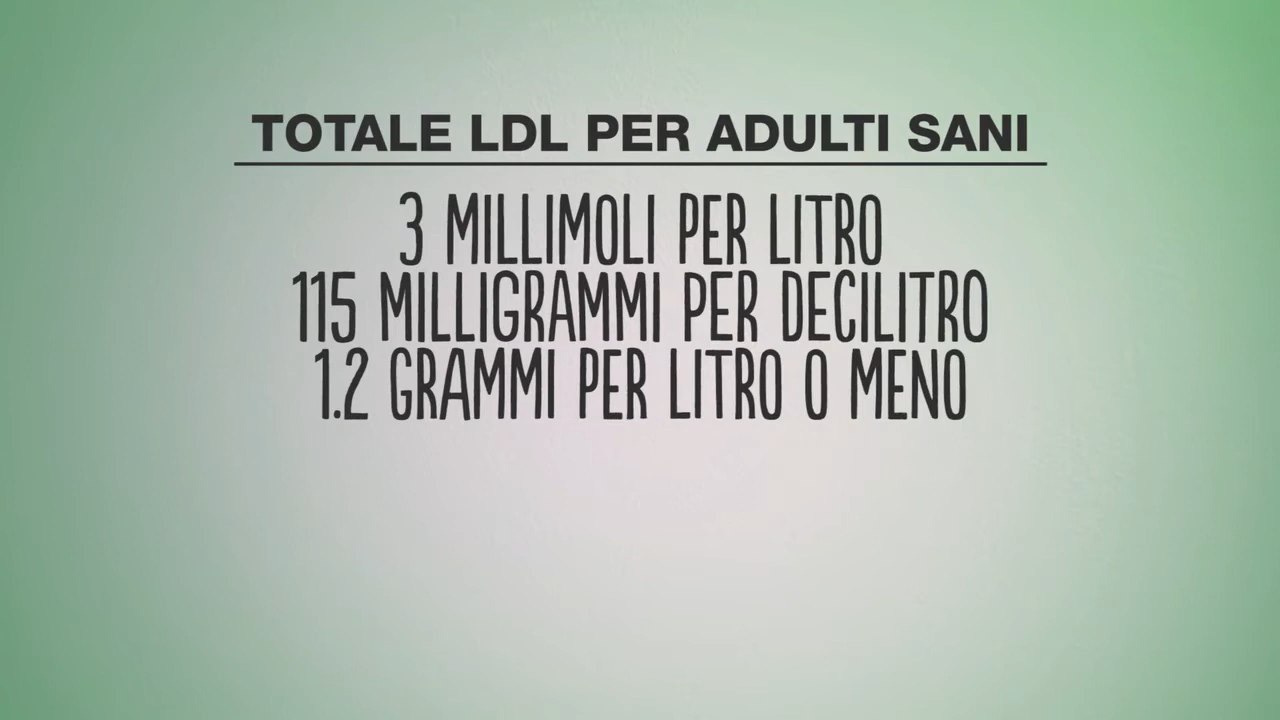 TOTALE LDL PER ADULTI SANI
3 MILLIMOLI PER LITRO
115 MILLIGRAMMI PER DECILITRO
1.2 GRAMMI PER LITRO O MENO